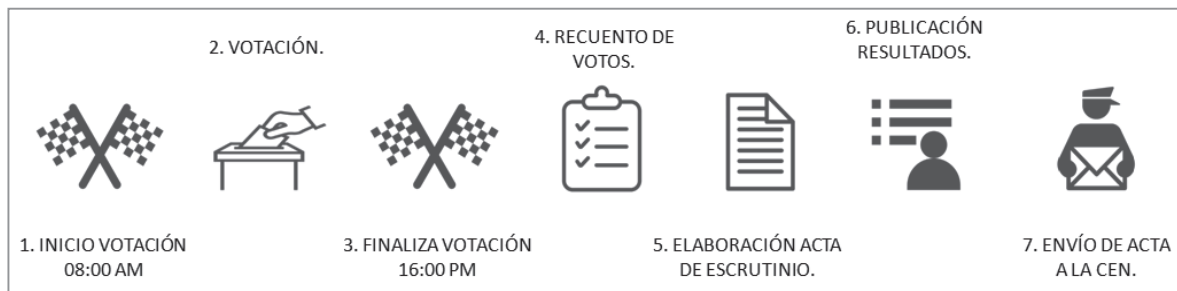 1. INICIO VOTACIÓN
08:00 AM
2. VOTACIÓN.
3. FINALIZA VOTACIÓN
16:00 PM
4. RECUENTO DE
VOTOS.
5. ELABORACIÓN ACTA
DE ESCRUTINIO.
6. PUBLICACIÓN
RESULTADOS.
7. ENVÍO DE ACTA
A LA CEN.